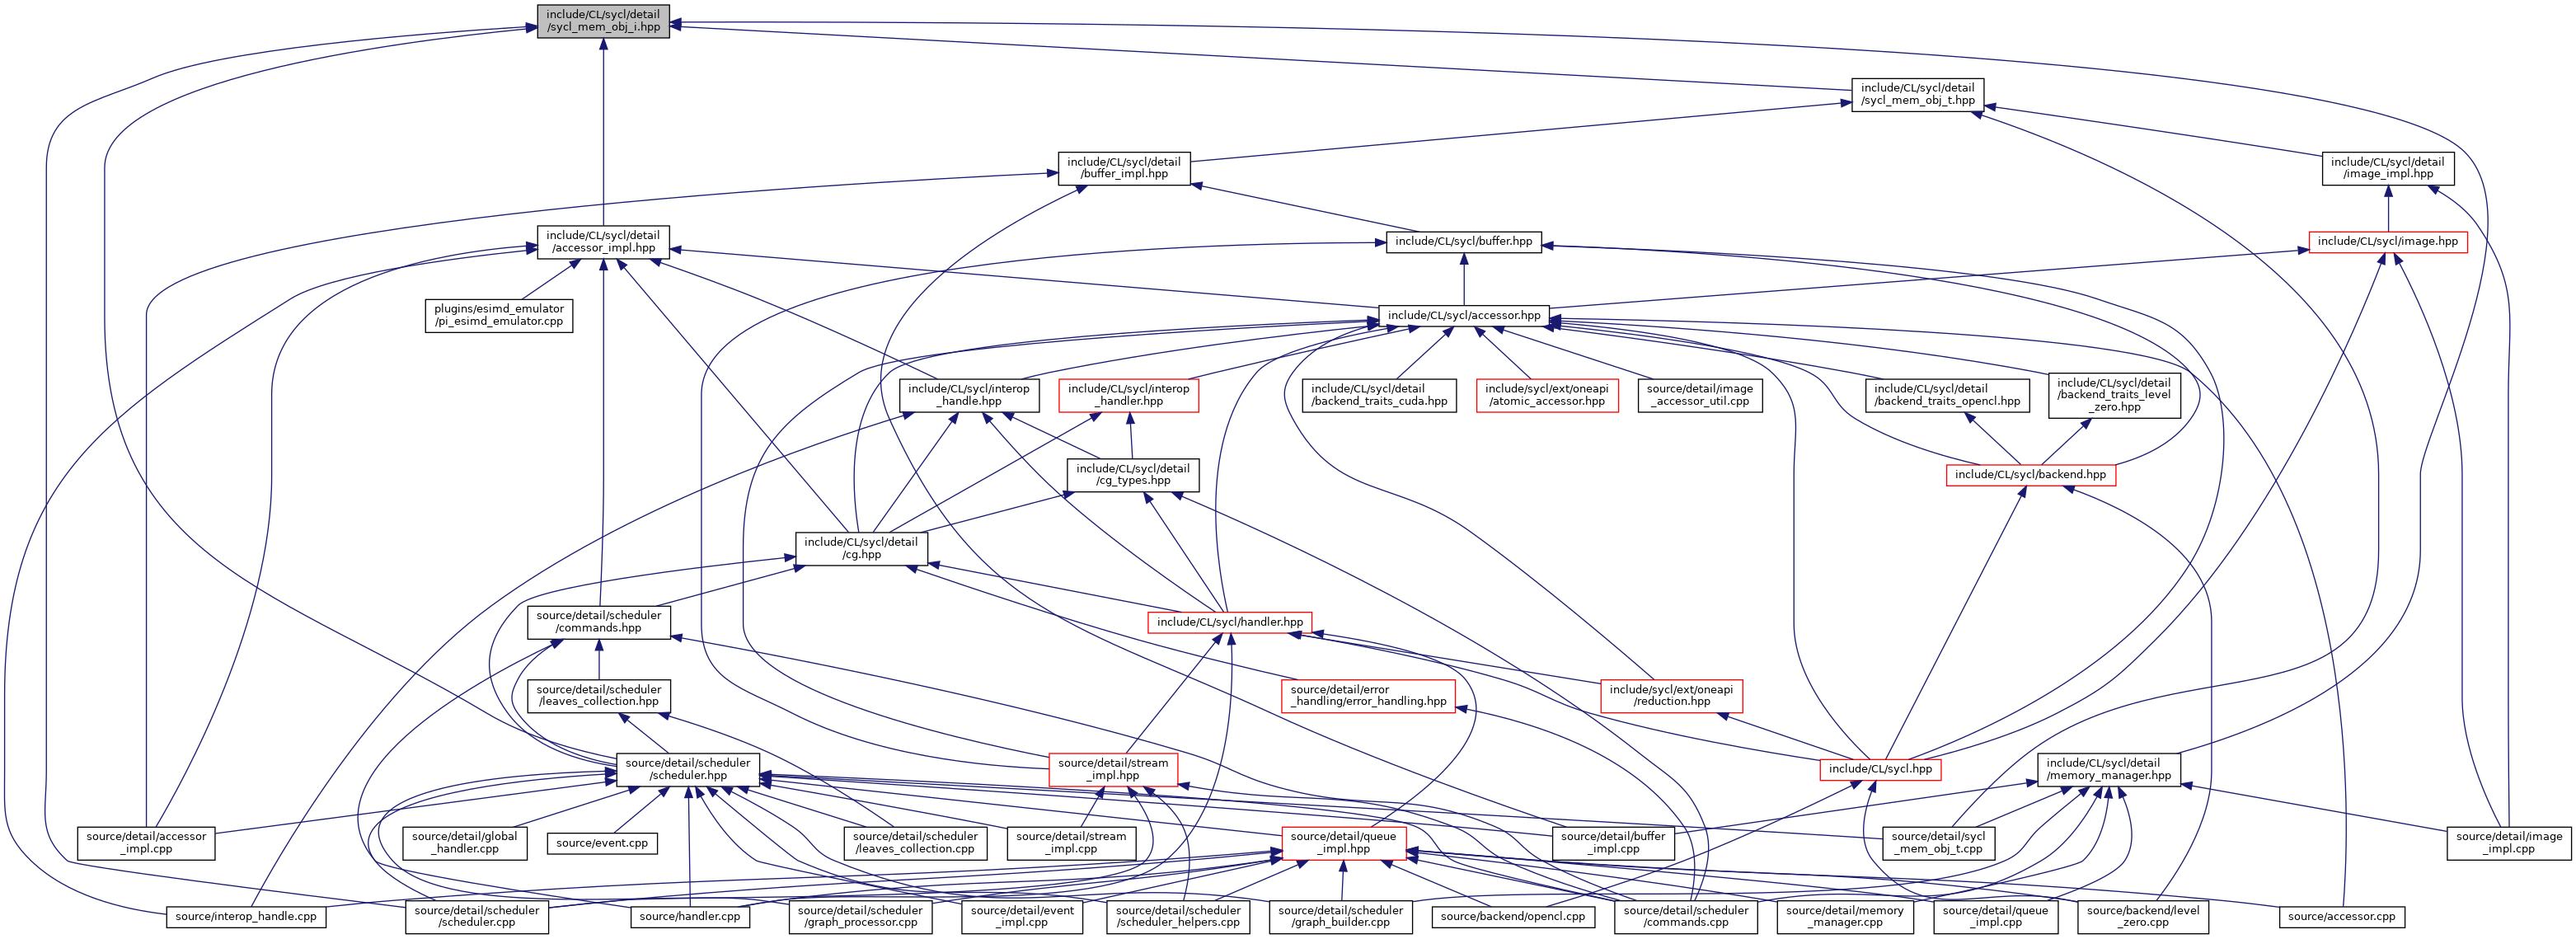 include/CL/sycl/detail
/sycl_mem_obj_i.hpp
include/CL/sycl/detail
/sycl_mem_obj_t.hpp
include/CL/sycl/detail
/buffer_impl.hpp
include/CL/sycl/detail
/image_impl.hpp
include/CL/sycl/detail
/accessor_impl.hpp
include/CL/sycl/buffer.hpp
include/CL/sycl/image.hpp
plugins/esimd_emulator
/pi_esimd_emulator.cpp
include/CL/sycl/accessor.hpp
include/CL/sycl/interop
_handle.hpp
include/CL/sycl/interop
_handler.hpp
include/CL/sycl/detail
/backend_traits_cuda.hpp
include/sycl/ext/oneapi
/atomic_accessor.hpp
source/detail/image
_accessor_util.cpp
include/CL/sycl/detail
/backend_traits_opencl.hpp
include/CL/sycl/detail
/backend_traits_level
_zero.hpp
include/CL/sycl/detail
/cg_types.hpp
include/CL/sycl/backend.hpp
include/CL/sycl/detail
/cg.hpp
source/detail/scheduler
/commands.hpp
include/CL/sycl/handler.hpp
source/detail/scheduler
/leaves_collection.hpp
source/detail/error
_handling/error_handling.hpp
include/sycl/ext/oneapi
/reduction.hpp
source/detail/scheduler
/scheduler.hpp
source/detail/stream
_impl.hpp
include/CL/sycl.hpp
include/CL/sycl/detail
/memory_manager.hpp
source/detail/accessor
_impl.cpp
source/detail/global
_handler.cpp
source/event.cpp
source/detail/scheduler
/leaves_collection.cpp
source/detail/stream
_impl.cpp
source/detail/queue
_impl.hpp
source/detail/buffer
_impl.cpp
source/detail/sycl
_mem_obj_t.cpp
source/detail/image
_impl.cpp
source/interop_handle.cpp
source/detail/scheduler
/scheduler.cpp
source/handler.cpp
source/detail/scheduler
/graph_processor.cpp
source/detail/event
_impl.cpp
source/detail/scheduler
/scheduler_helpers.cpp
source/detail/scheduler
/graph_builder.cpp
source/backend/opencl.cpp
source/detail/scheduler
/commands.cpp
source/detail/memory
_manager.cpp
source/detail/queue
_impl.cpp
source/backend/level
_zero.cpp
source/accessor.cpp